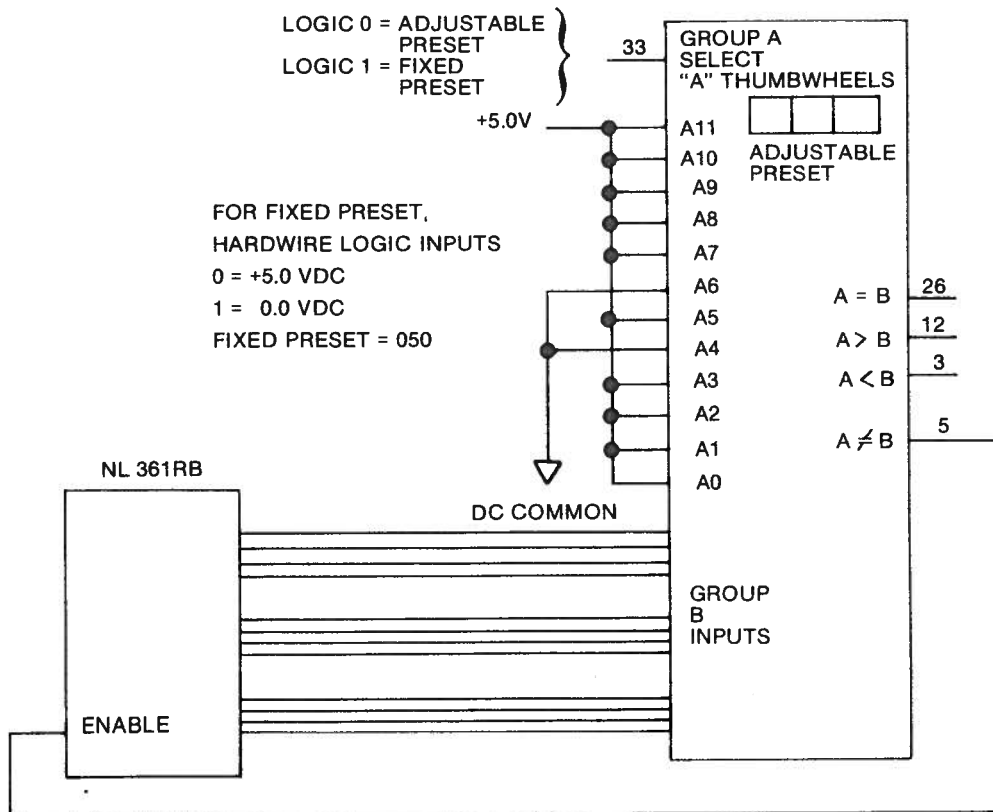 LOGIC 0 = ADJUSTABLE
PRESET
LOGIC 1 = FIXED
PRESET
33
GROUP A
SELECT
"A" THUMBWHEELS
+5.0V
A11
A10
A9
A8
A7
A6
A5
A4
A3
A2
A1
A0
ADJUSTABLE
PRESET
FOR FIXED PRESET,
HARDWIRE LOGIC INPUTS
0 = +5.0 VDC
1 = 0.0 VDC
FIXED PRESET = 050
A = B
26
A > B
12
A < B
3
A ≠ B
5
NL 361RB
DC COMMON
GROUP
B
INPUTS
ENABLE